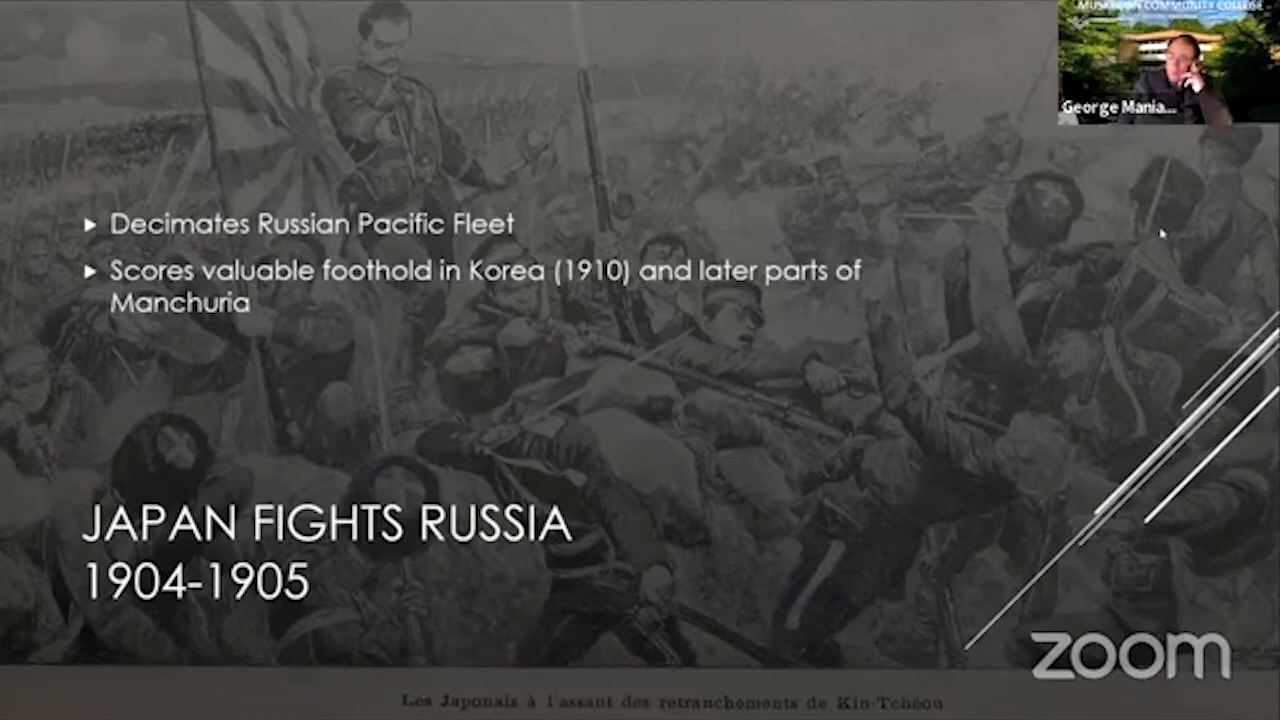 MUSKEGON COMMUNITY COLLEGE
George Mania...
Decimates Russian Pacific Fleet
Scores valuable foothold in Korea (1910) and later parts of
Manchuria
JAPAN FIGHTS RUSSIA
1904-1905
zoom
Les Japonais à l'assaut des retranchements de Kin-Tchéou